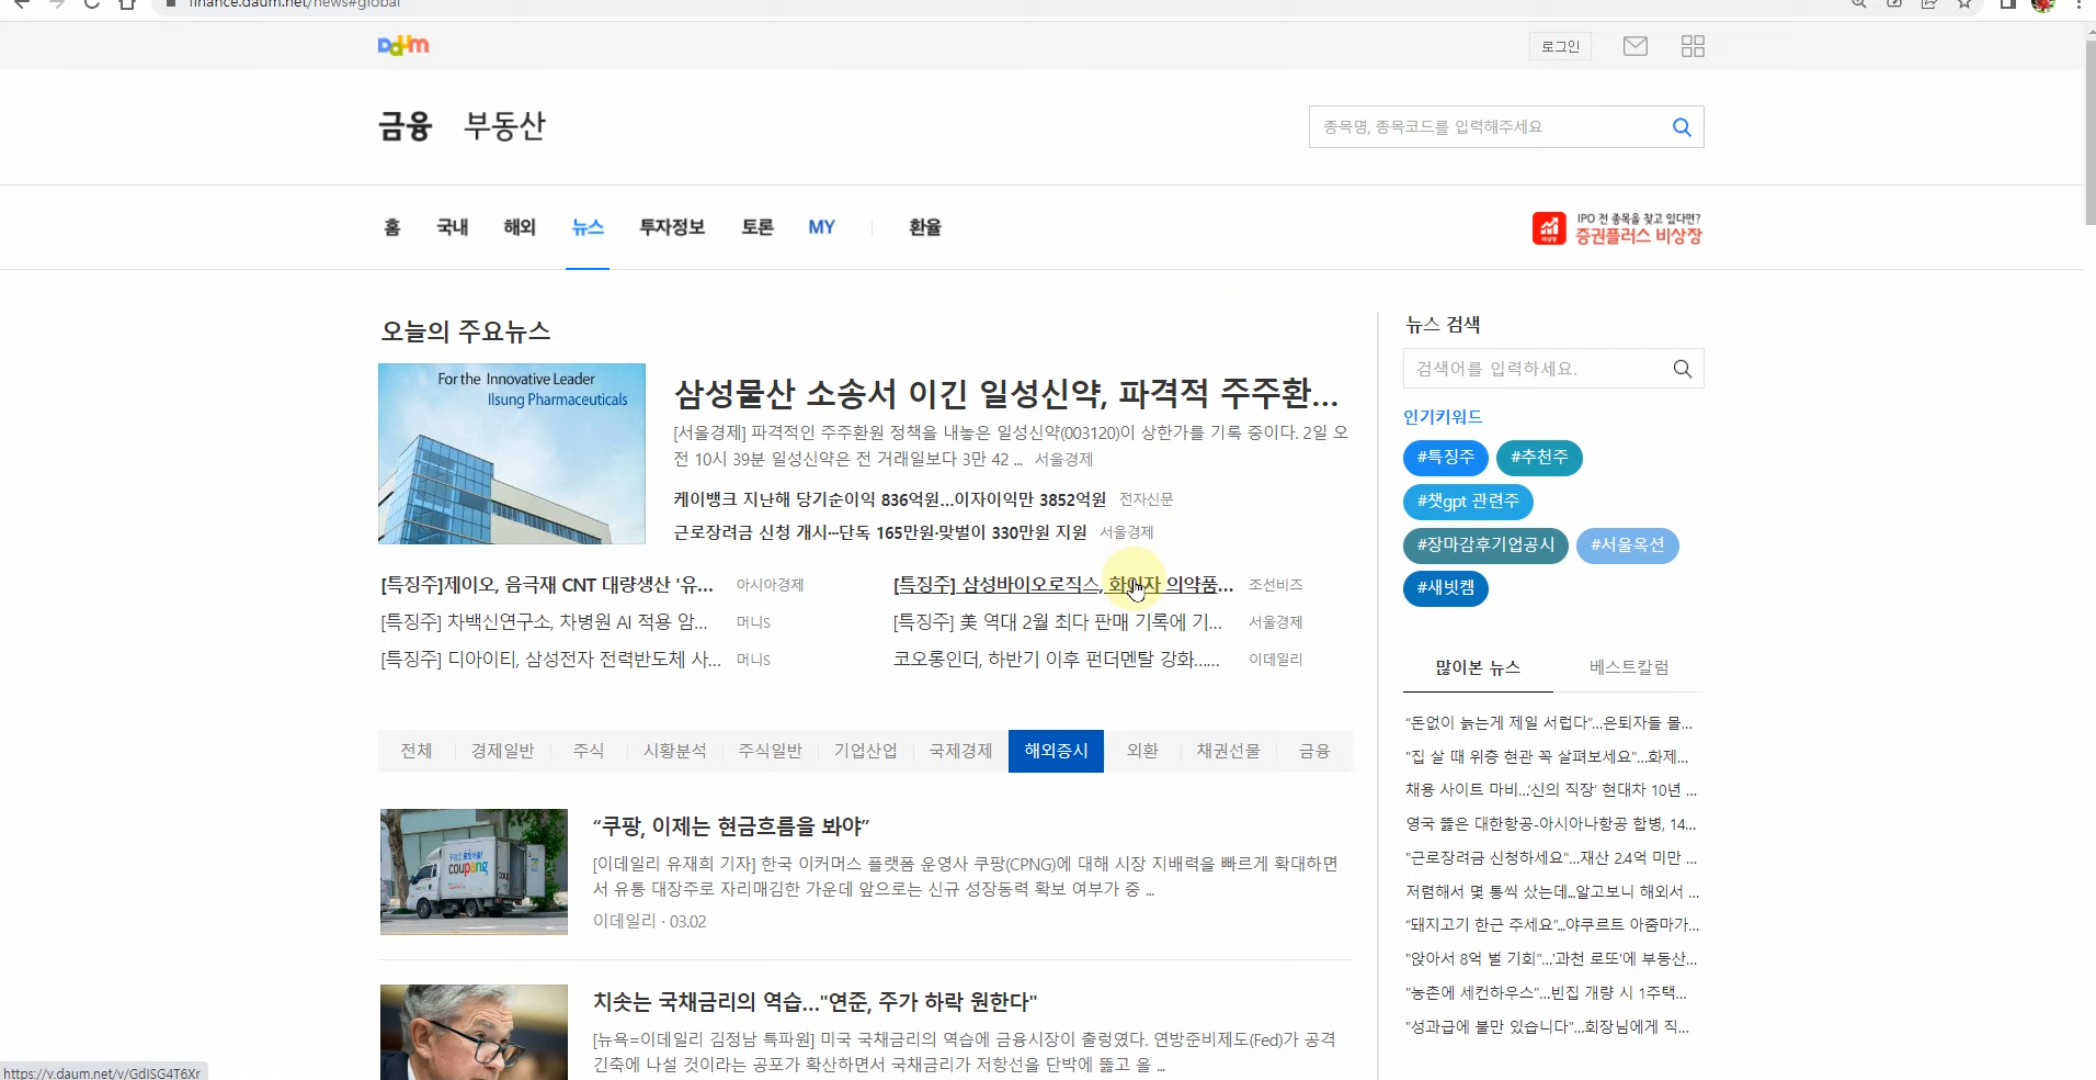 finance.daum.net/news#global
Daum
로그인
금융 부동산
종목명, 종목코드를 입력해주세요
홈 국내 해외 뉴스 투자정보 토론 MY 환율
IPO 전 종목을 찾고 있다면?
증권플러스 비상장
오늘의 주요뉴스
For the Innovative Leader
Ilsung Pharmaceuticals
삼성물산 소송서 이긴 일성신약, 파격적 주주환...
[서울경제] 파격적인 주주환원 정책을 내놓은 일성신약(003120)이 상한가를 기록 중이다. 2일 오
전 10시 39분 일성신약은 전 거래일보다 3만 42 ... 서울경제
케이뱅크 지난해 당기순이익 836억원...이자이익만 3852억원 전자신문
근로장려금 신청 개시···단독 165만원·맞벌이 330만원 지원 서울경제
[특징주]제이오, 음극재 CNT 대량생산 '유... 아시아경제
[특징주] 삼성바이오로직스, 화이자 의약품... 조선비즈
[특징주] 차백신연구소, 차병원 AI 적용 암... 머니S
[특징주] 美 역대 2월 최다 판매 기록에 기... 서울경제
[특징주] 디아이티, 삼성전자 전력반도체 사... 머니S
코오롱인더, 하반기 이후 펀더멘탈 강화...... 이데일리
전체 경제일반 주식 시황분석 주식일반 기업산업 국제경제 해외증시 외환 채권선물 금융
coupang
“쿠팡, 이제는 현금흐름을 봐야”
[이데일리 유재희 기자] 한국 이커머스 플랫폼 운영사 쿠팡(CPNG)에 대해 시장 지배력을 빠르게 확대하면
서 유통 대장주로 자리매김한 가운데 앞으로는 신규 성장동력 확보 여부가 중 ...
이데일리 · 03.02
치솟는 국채금리의 역습..."연준, 주가 하락 원한다"
[뉴욕=이데일리 김정남 특파원] 미국 국채금리의 역습에 금융시장이 출렁였다. 연방준비제도(Fed)가 공격
긴축에 나설 것이라는 공포가 확산하면서 국채금리가 저항선을 단박에 뚫고 올 ...
뉴스 검색
검색어를 입력하세요.
인기키워드
#특징주 #추천주
#챗gpt 관련주
#장마감후기업공시 #서울옥션
#새빗켐
많이본 뉴스 베스트칼럼
“돈없이 늙는게 제일 서럽다”...은퇴자들 몰...
"집 살 때 위층 현관 꼭 살펴보세요"...화제...
채용 사이트 마비...‘신의 직장’ 현대차 10년 ...
영국 뚫은 대한항공-아시아나항공 합병, 14...
"근로장려금 신청하세요"...재산 2.4억 미만 ...
저렴해서 몇 통씩 샀는데...알고보니 해외서 ...
“돼지고기 한근 주세요”...야쿠르트 아줌마가...
"앉아서 8억 벌 기회"...'과천 로또'에 부동산...
"농촌에 세컨하우스"...빈집 개량 시 1주택...
"성과급에 불만 있습니다"...회장님에게 직...
https://v.daum.net/v/GdISG4T6Xr